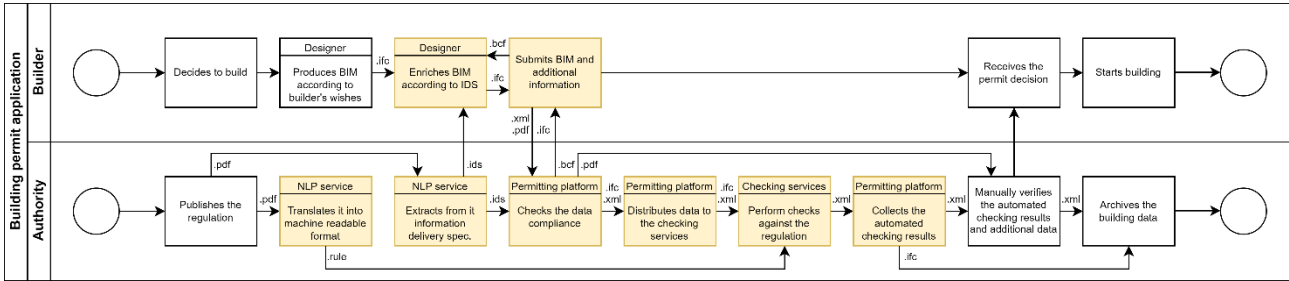 Building permit application
Builder
Authority
Decides to build
Designer
Produces BIM
according to
builder's wishes
.ifc
Designer
Enriches BIM
according to IDS
.bcf
.ifc
Submits BIM and
additional
information
Receives the
permit decision
Starts building
.xml
.pdf
.ifc
.pdf
.ids
.bcf
.pdf
Publishes the
regulation
.pdf
NLP service
Translates it into
machine readable
format
NLP service
Extracts from it
information
delivery spec.
.ids
Permitting platform
Checks the data
compliance
.ifc
.xml
Permitting platform
Distributes data to
the checking
services
.ifc
.xml
Checking services
Perform checks
against the
regulation
.xml
Permitting platform
Collects the
automated
checking results
.xml
Manually verifies
the automated
checking results
and additional data
.xml
Archives the
building data
.rule
.ifc